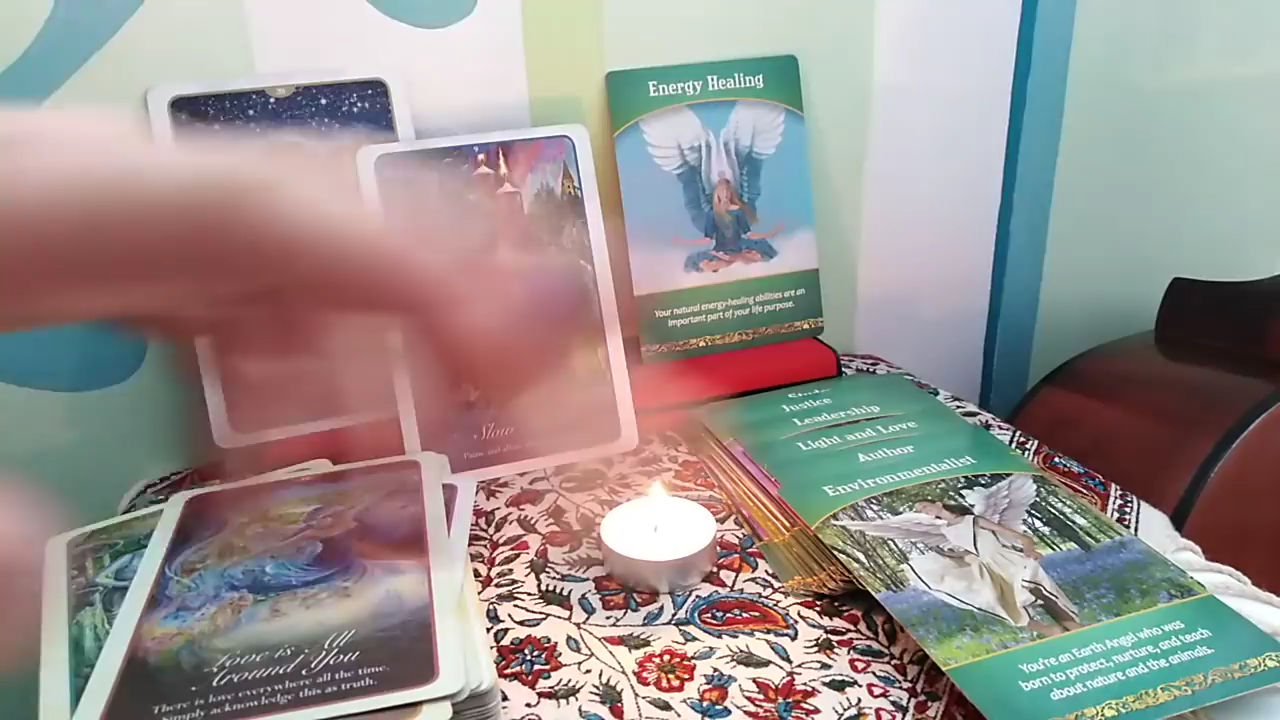 Energy Healing
Your natural energy-healing abilities are an
important part of your life purpose.
Slow
Justice
Leadership
Light and Love
Author
Environmentalist
You're an Earth Angel who was
born to protect, nurture, and teach
about nature and the animals.
Love is All
Around You
There is love everywhere all the time.
Simply acknowledge this as truth.